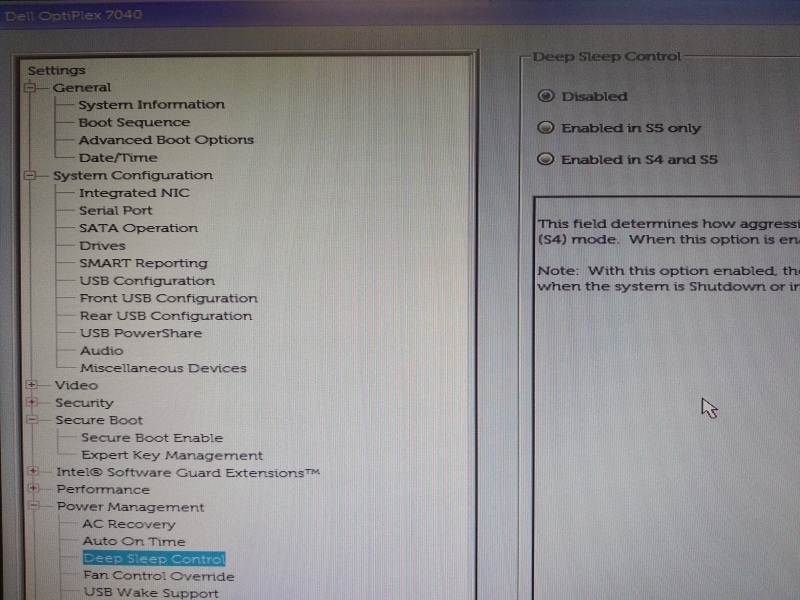 Dell OptiPlex 7040
Settings
General
System Information
Boot Sequence
Advanced Boot Options
Date/Time
System Configuration
Integrated NIC
Serial Port
SATA Operation
Drives
SMART Reporting
USB Configuration
Front USB Configuration
Rear USB Configuration
USB PowerShare
Audio
Miscellaneous Devices
Video
Security
Secure Boot
Secure Boot Enable
Expert Key Management
Intel® Software Guard Extensions™
Performance
Power Management
AC Recovery
Auto On Time
Deep Sleep Control
Fan Control Override
USB Wake Support
Deep Sleep Control
Disabled
Enabled in S5 only
Enabled in S4 and S5
This field determines how aggressi
(S4) mode. When this option is en
Note: With this option enabled, th
when the system is Shutdown or i